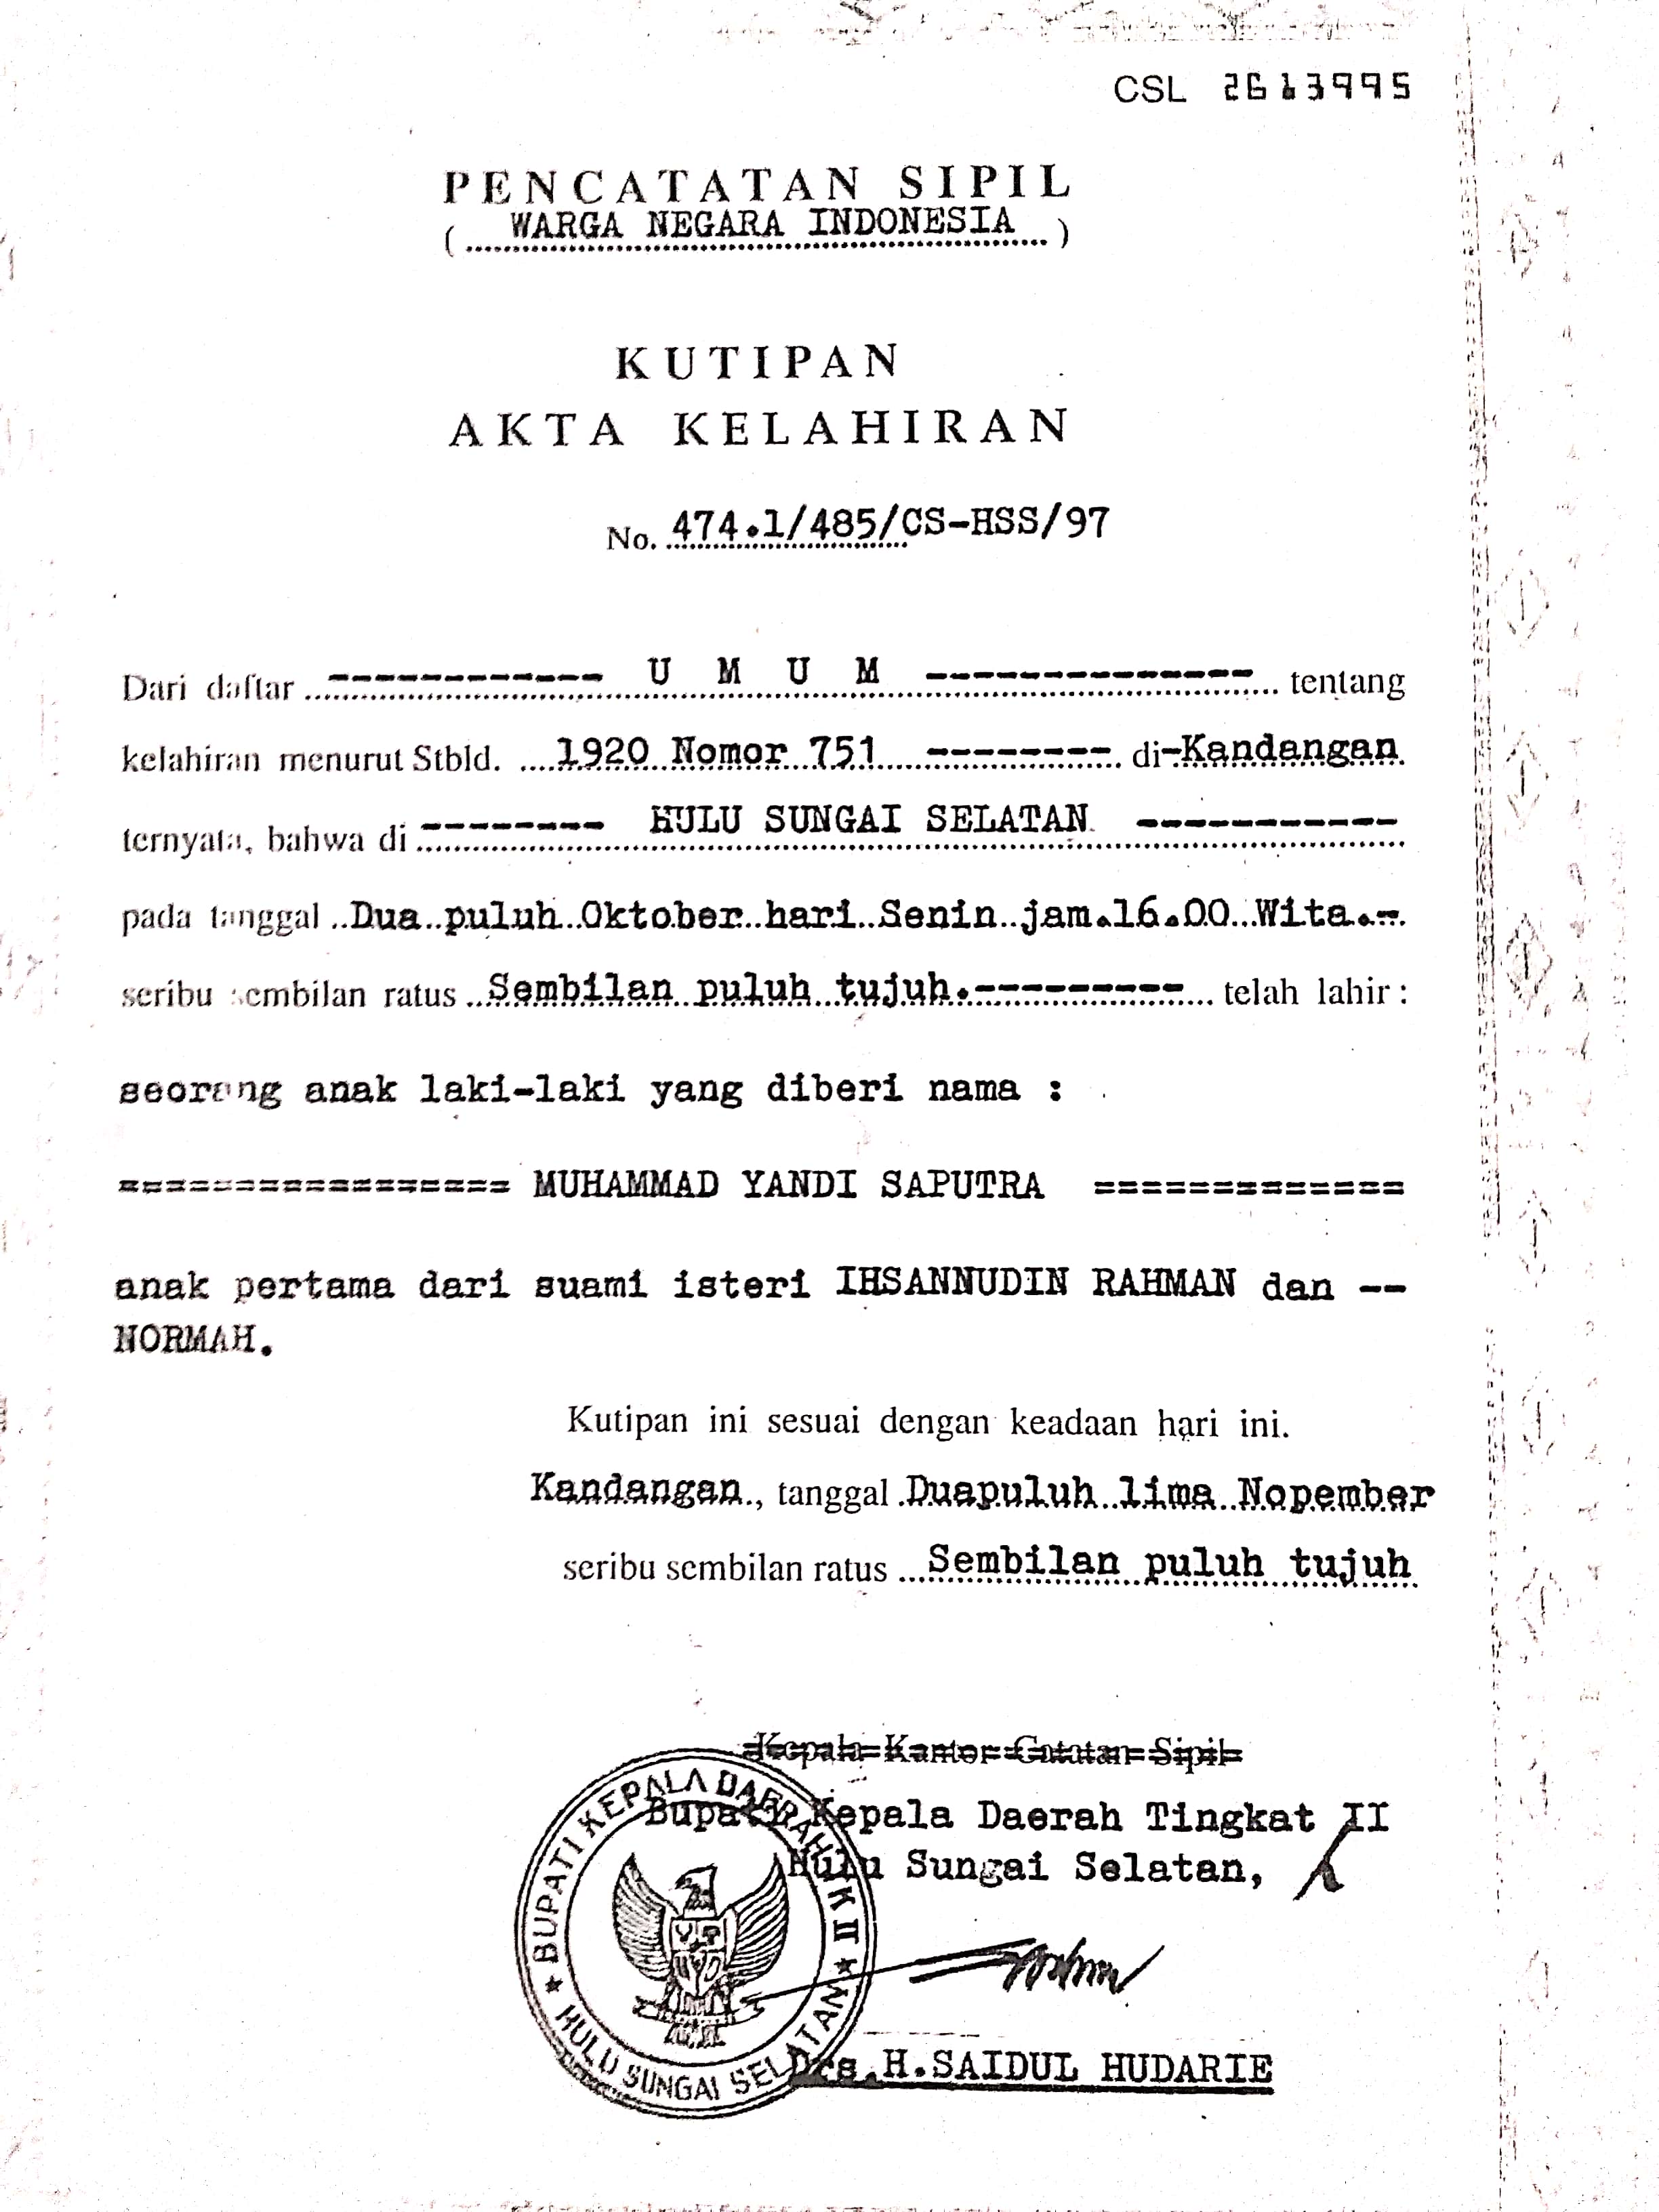 CSL 2613995
PENCATATAN SIPIL
( WARGA NEGARA INDONESIA )
KUTIPAN
AKTA KELAHIRAN
No. 474.1/485/CS-HSS/97
Dari daftar ------------ U M U M -------------- tentang
kelahiran menurut Stbld. 1920 Nomor 751 -------- di-Kandangan
ternyata, bahwa di -------- HULU SUNGAI SELATAN -----------
pada tanggal Dua puluh Oktober hari Senin jam.16.00 Wita.-
seribu sembilan ratus Sembilan puluh tujuh.--------- telah lahir :
seorang anak laki-laki yang diberi nama :
================= MUHAMMAD YANDI SAPUTRA =============
anak pertama dari suami isteri IHSANNUDIN RAHMAN dan --
NORMAH.
Kutipan ini sesuai dengan keadaan hari ini.
Kandangan, tanggal Duapuluh lima Nopember
seribu sembilan ratus Sembilan puluh tujuh
Kepala Kantor Catatan Sipil
Bupati Kepala Daerah Tingkat II
Hulu Sungai Selatan,
BUPATI KEPALA DAERAH TK II
HULU SUNGAI SELATAN
Drs.H.SAIDUL HUDARIE